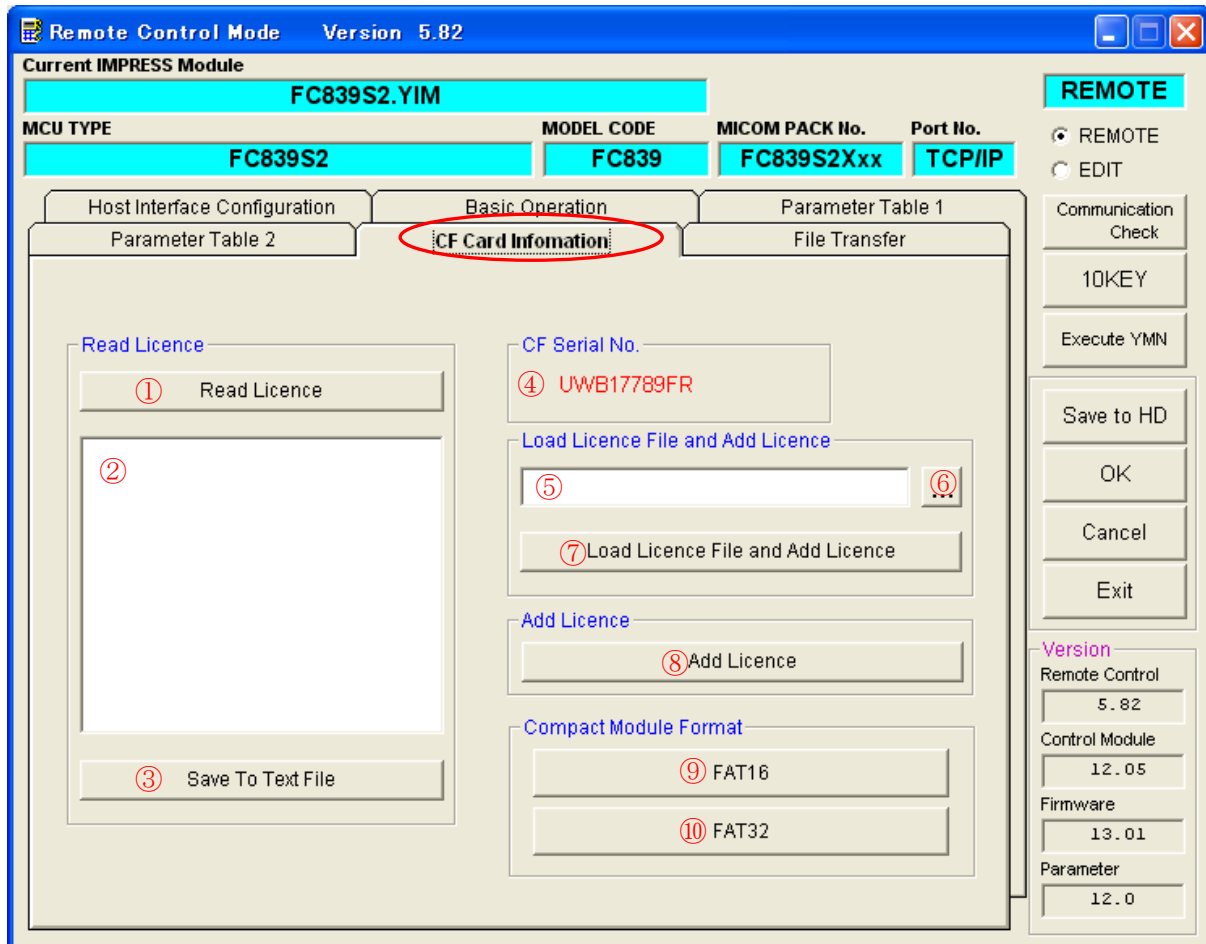 Remote Control Mode Version 5.82
Current IMPRESS Module
FC839S2.YIM
REMOTE
MCU TYPE
MODEL CODE
MICOM PACK No.
Port No.
FC839S2
FC839
FC839S2Xxx
TCP/IP
REMOTE
EDIT
Host Interface Configuration
Basic Operation
Parameter Table 1
Parameter Table 2
CF Card Infomation
File Transfer
Communication
Check
10KEY
Execute YMN
Save to HD
OK
Cancel
Exit
Read Licence
① Read Licence
②
③ Save To Text File
CF Serial No.
④ UWB17789FR
Load Licence File and Add Licence
⑤
⑥ ...
⑦Load Licence File and Add Licence
Add Licence
⑧Add Licence
Compact Module Format
⑨ FAT16
⑩ FAT32
Version
Remote Control
5.82
Control Module
12.05
Firmware
13.01
Parameter
12.0